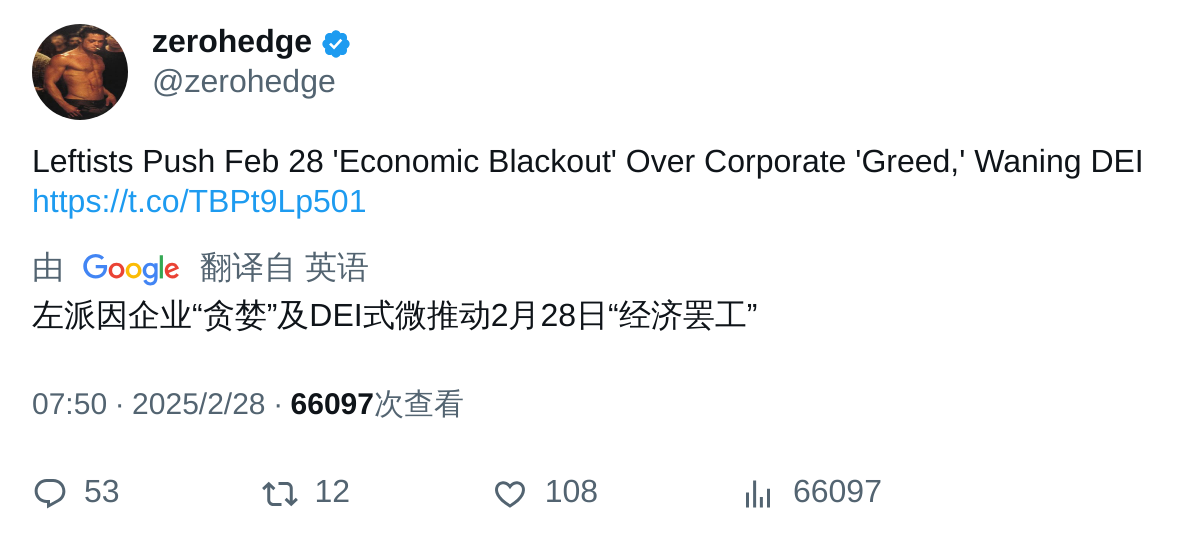 zerohedge
@zerohedge
Leftists Push Feb 28 'Economic Blackout' Over Corporate 'Greed,' Waning DEI
https://t.co/TBPt9Lp501
由 Google 翻译自 英语
左派因企业“贪婪”及DEI式微推动2月28日“经济罢工”
07:50 · 2025/2/28 · 66097次查看
53 12 108 66097